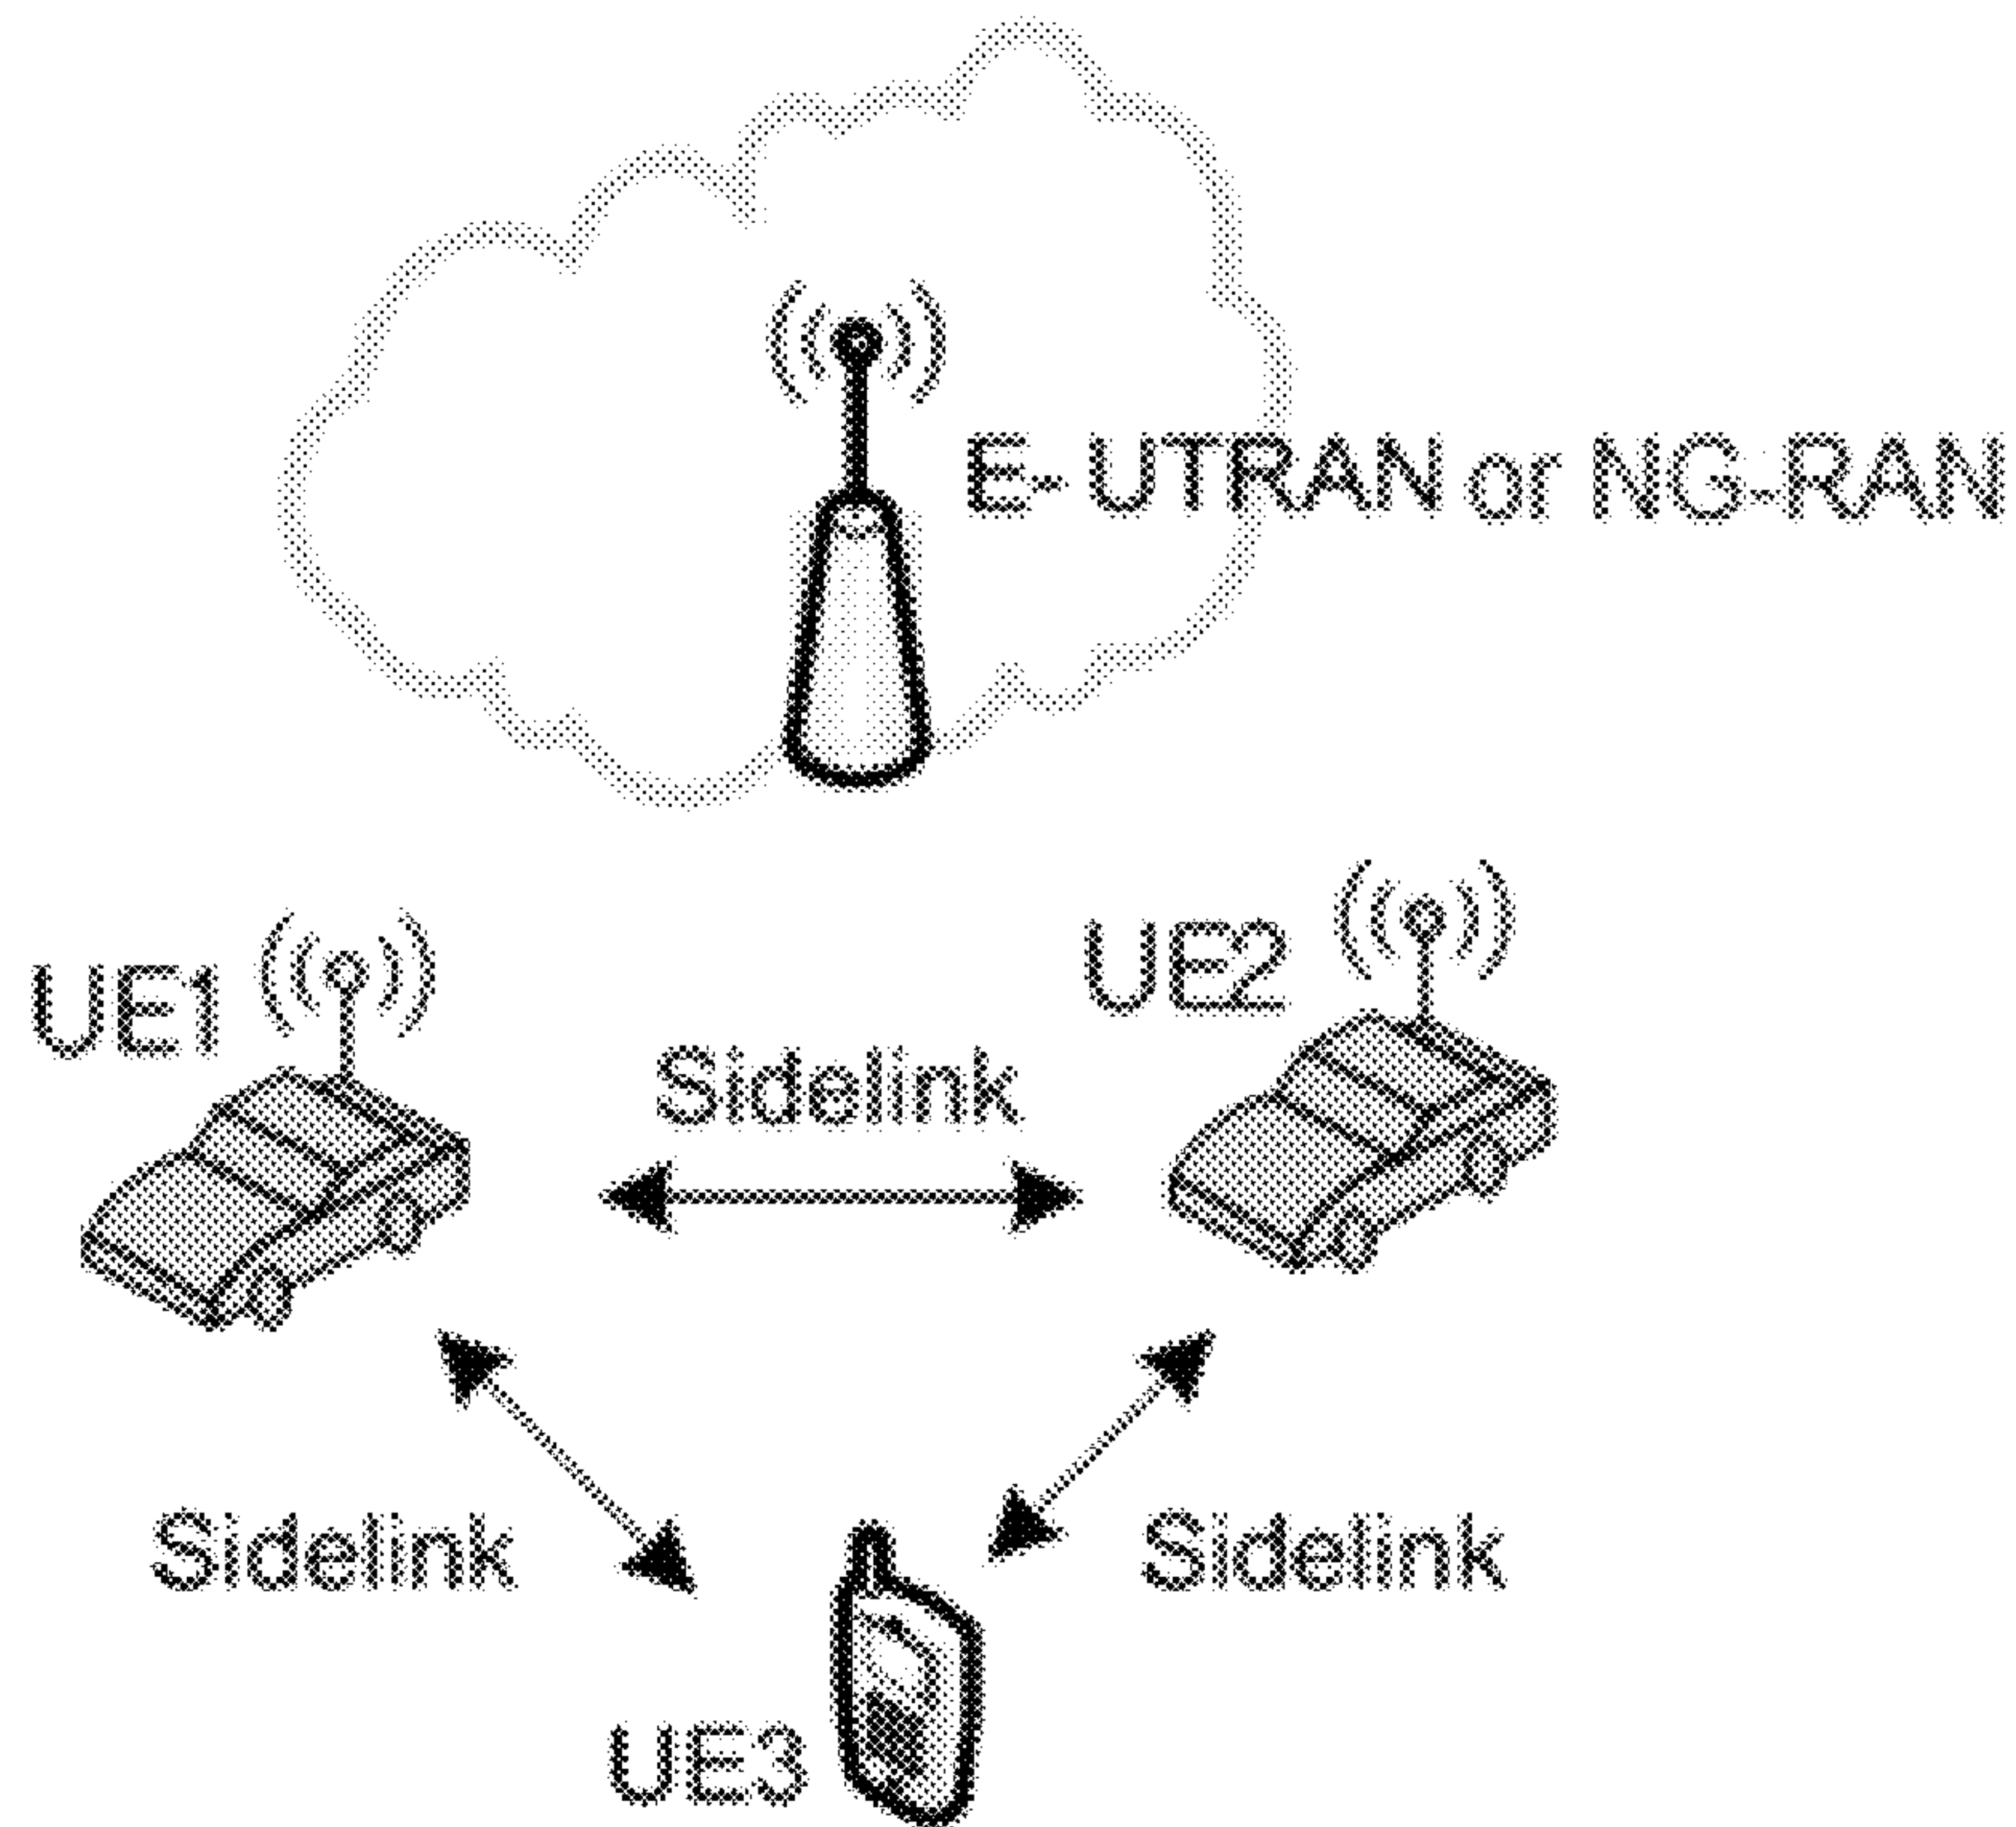 E- UTRAN or NG-RAN
UE1
UE2
Sidelink
Sidelink
Sidelink
UE3